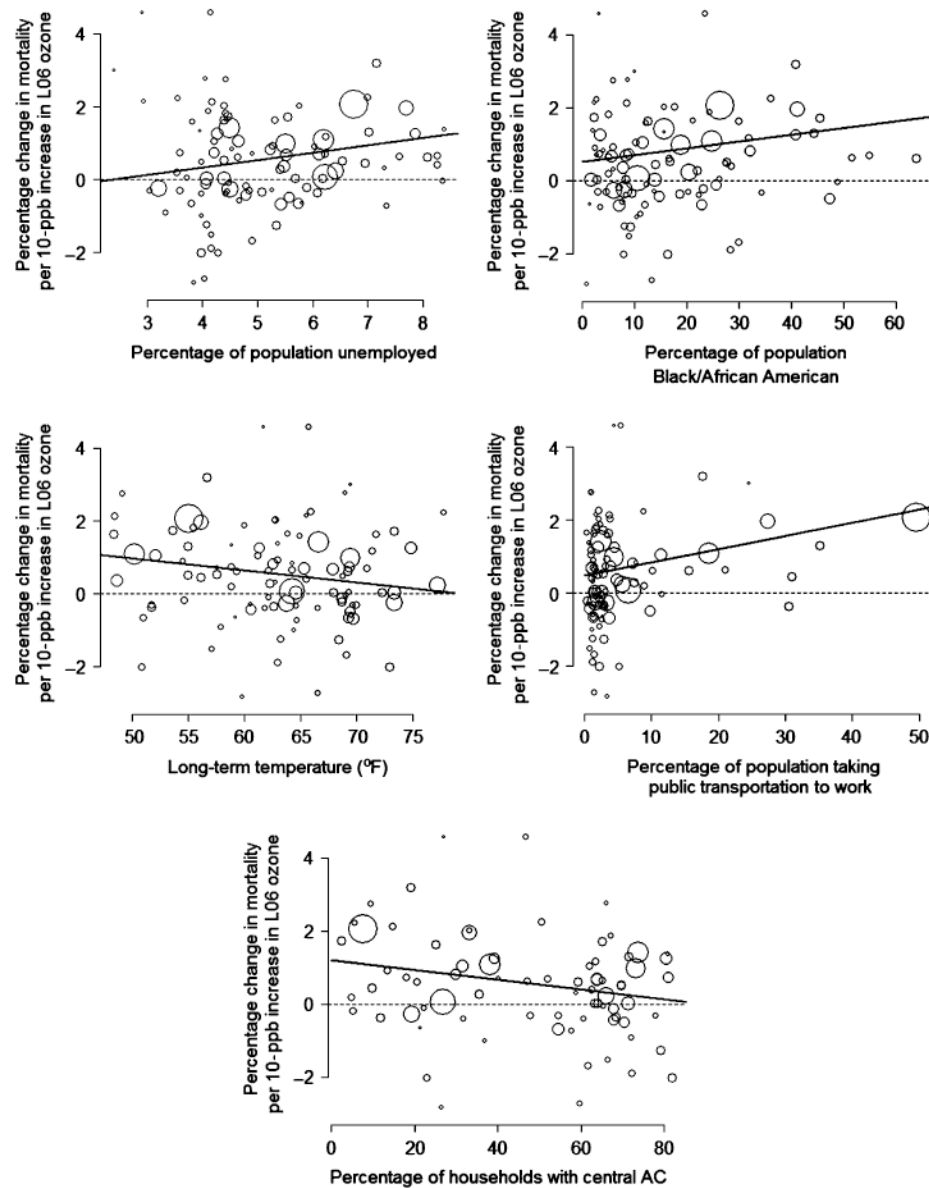 Percentage change in mortality
per 10-ppb increase in L06 ozone
4
2
0
−2
3
4
5
6
7
8
Percentage of population unemployed
Percentage change in mortality
per 10-ppb increase in L06 ozone
4
2
0
−2
0
10
20
30
40
50
60
Percentage of population
Black/African American
Percentage change in mortality
per 10-ppb increase in L06 ozone
4
2
0
−2
50
55
60
65
70
75
Long-term temperature (°F)
Percentage change in mortality
per 10-ppb increase in L06 ozone
4
2
0
−2
0
10
20
30
40
50
Percentage of population taking
public transportation to work
Percentage change in mortality
per 10-ppb increase in L06 ozone
4
2
0
−2
0
20
40
60
80
Percentage of households with central AC